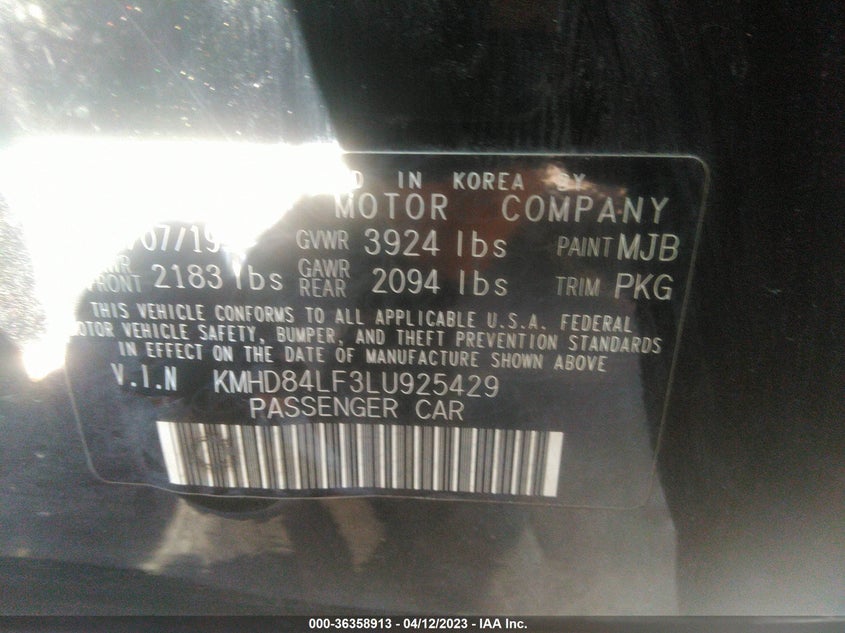 IN KOREA BY
MOTOR COMPANY
/07/19 GVWR 3924 lbs PAINT MJB
FRONT 2183 lbs GAWR REAR 2094 lbs TRIM PKG
THIS VEHICLE CONFORMS TO ALL APPLICABLE U.S.A. FEDERAL
MOTOR VEHICLE SAFETY, BUMPER, AND THEFT PREVENTION STANDARDS
IN EFFECT ON THE DATE OF MANUFACTURE SHOWN ABOVE
V.I.N KMHD84LF3LU925429
PASSENGER CAR
000-36358913 - 04/12/2023 - IAA Inc.